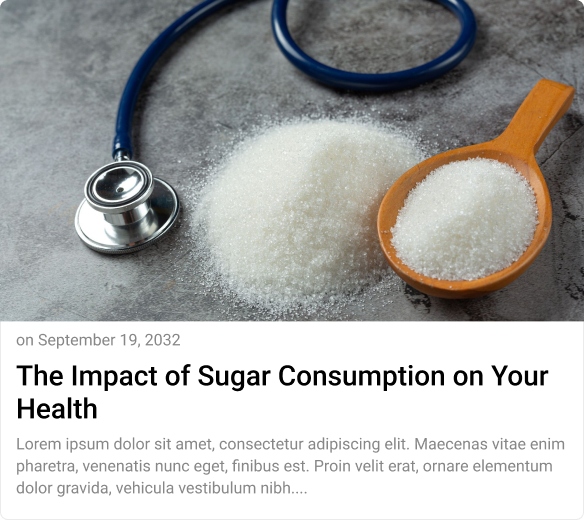 on September 19, 2032
The Impact of Sugar Consumption on Your
Health
Lorem ipsum dolor sit amet, consectetur adipiscing elit. Maecenas vitae enim
pharetra, venenatis nunc eget, finibus est. Proin velit erat, ornare elementum
dolor gravida, vehicula vestibulum nibh....